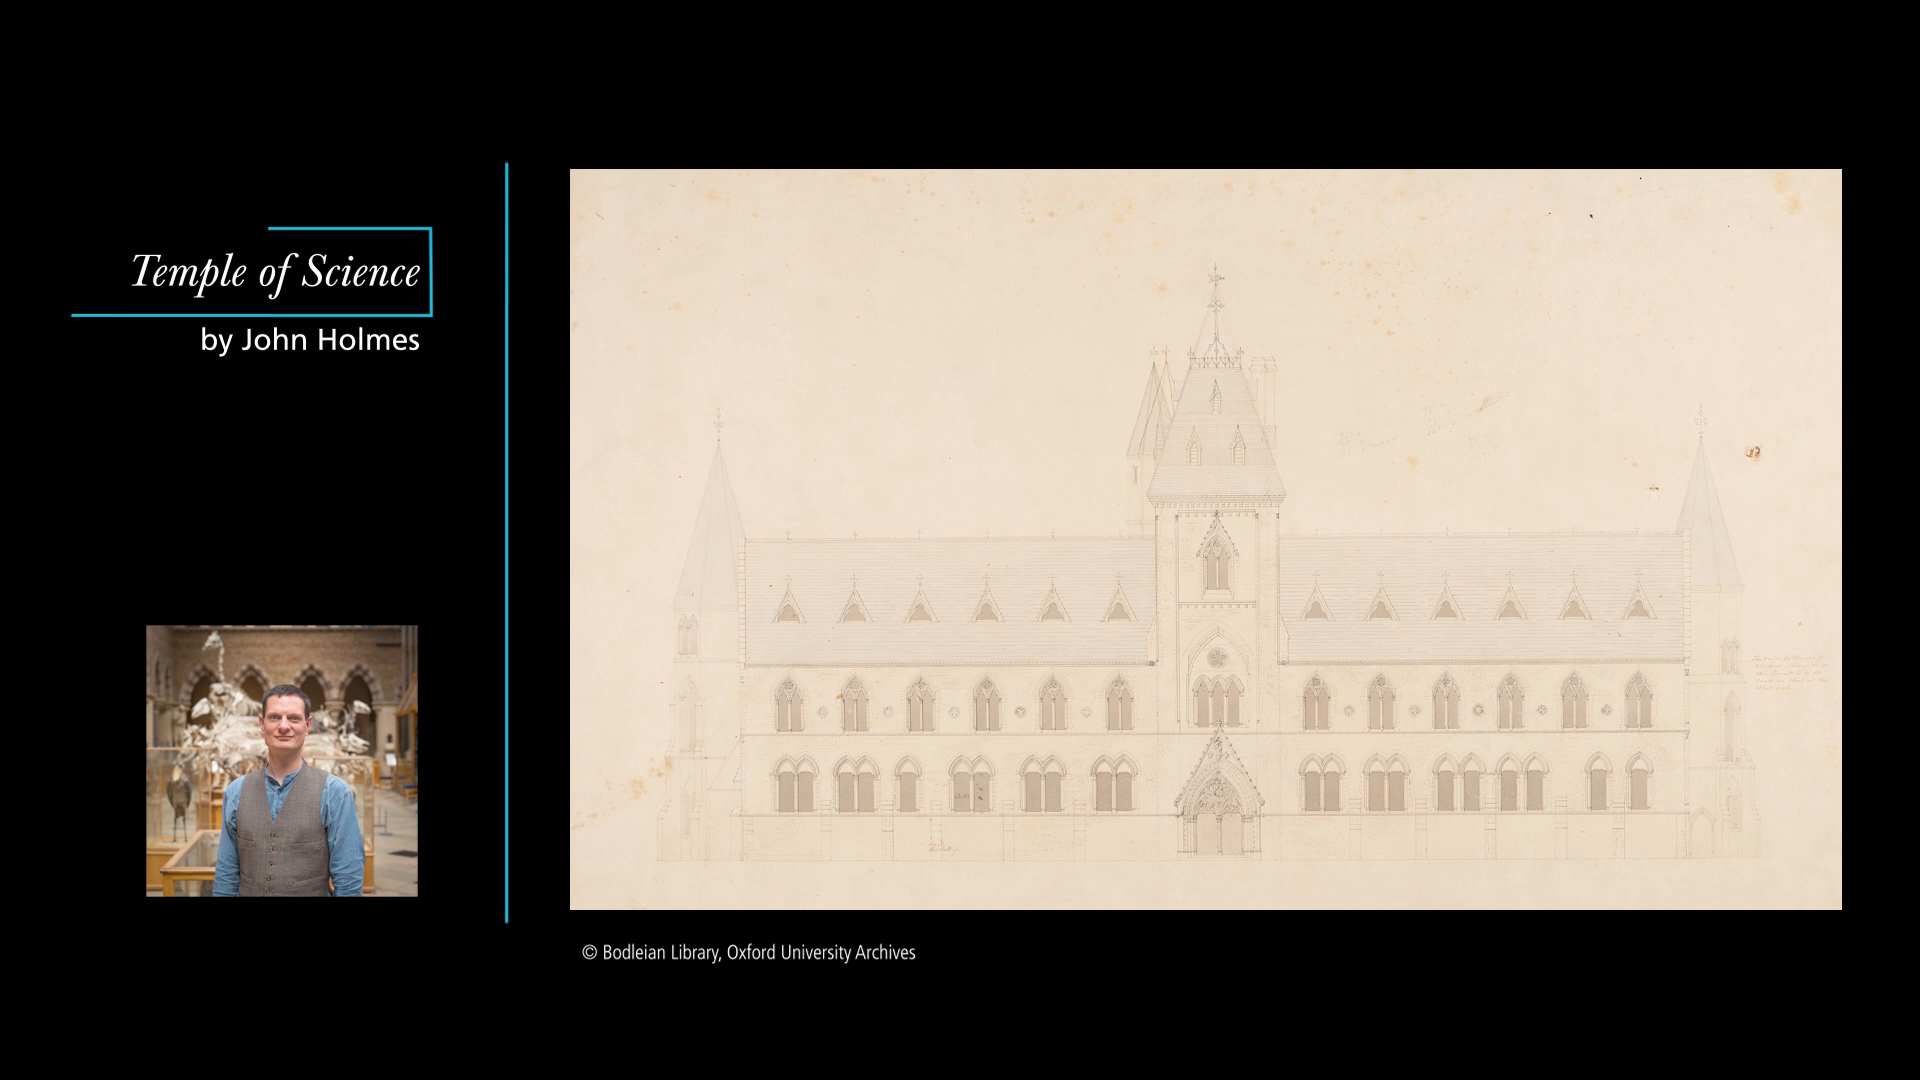 Temple of Science
by John Holmes
© Bodleian Library, Oxford University Archives